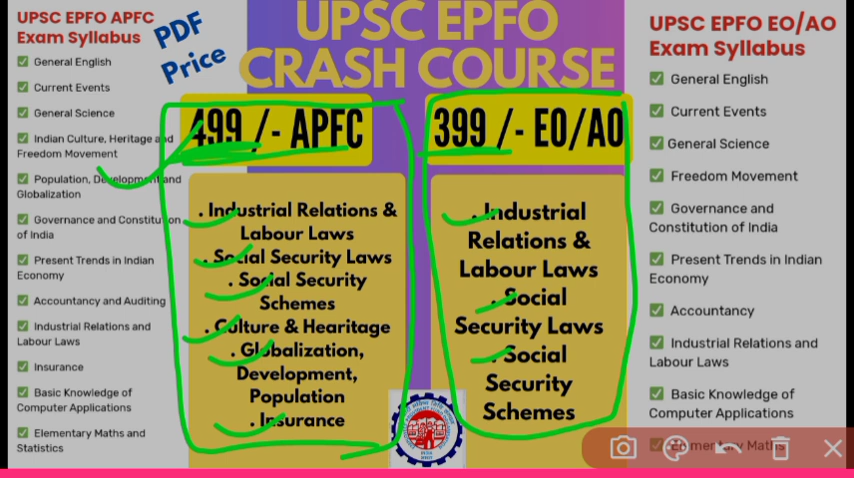 UPSC EPFO APFC
Exam Syllabus
General English
Current Events
General Science
Indian Culture, Heritage and
Freedom Movement
Population, Development and
Globalization
Governance and Constitution
of India
Present Trends in Indian
Economy
Accountancy and Auditing
Industrial Relations and
Labour Laws
Insurance
Basic Knowledge of
Computer Applications
Elementary Maths and
Statistics
PDF
Price
UPSC EPFO
CRASH COURSE
499 /- APFC
. Industrial Relations &
Labour Laws
. Social Security Laws
. Social Security
Schemes
. Culture & Hearitage
. Globalization,
Development,
Population
. Insurance
399 /- EO/AO
. Industrial
Relations &
Labour Laws
. Social
Security Laws
. Social
Security
Schemes
UPSC EPFO EO/AO
Exam Syllabus
General English
Current Events
General Science
Freedom Movement
Governance and
Constitution of India
Present Trends in Indian
Economy
Accountancy
Industrial Relations and
Labour Laws
Basic Knowledge of
Computer Applications
Elementary Maths